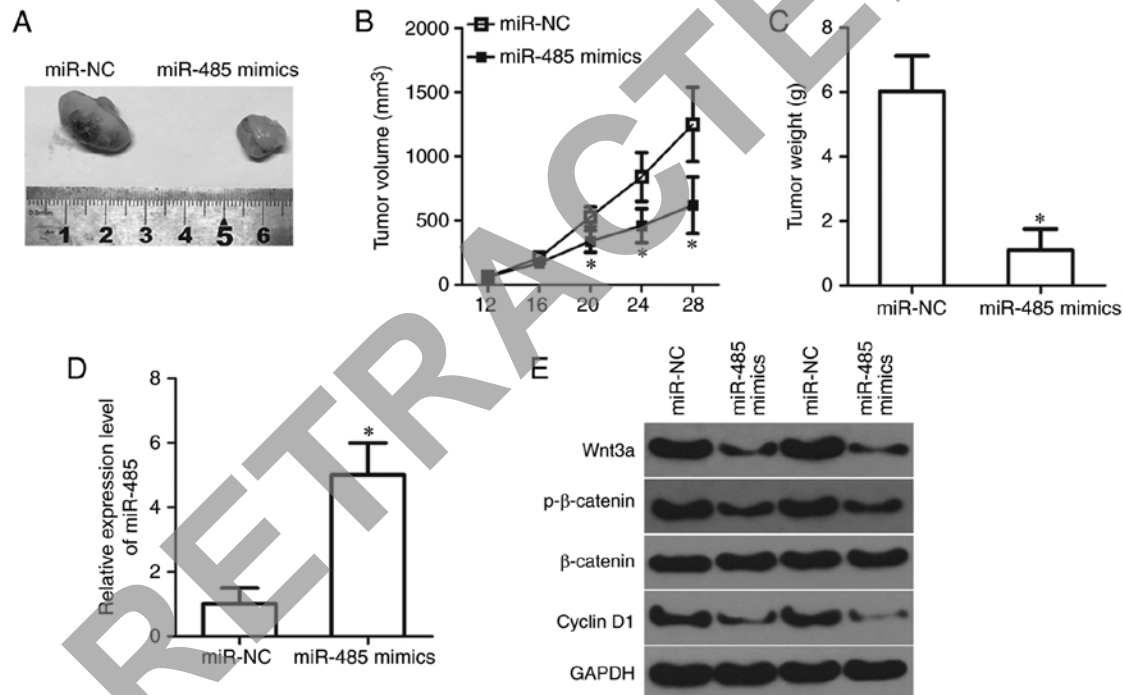 A
miR-NC miR-485 mimics
1 2 3 4 5 6
B
Tumor volume (mm3)
2000
1500
1000
500
0
miR-NC
miR-485 mimics
* * *
12 16 20 24 28
C
Tumor weight (g)
8
6
4
2
0
*
miR-NC miR-485 mimics
D
Relative expression level
of miR-485
8
6
4
2
0
*
miR-NC miR-485 mimics
E
miR-NC
miR-485
mimics
miR-NC
miR-485
mimics
Wnt3a
p-β-catenin
β-catenin
Cyclin D1
GAPDH
RETRACTE